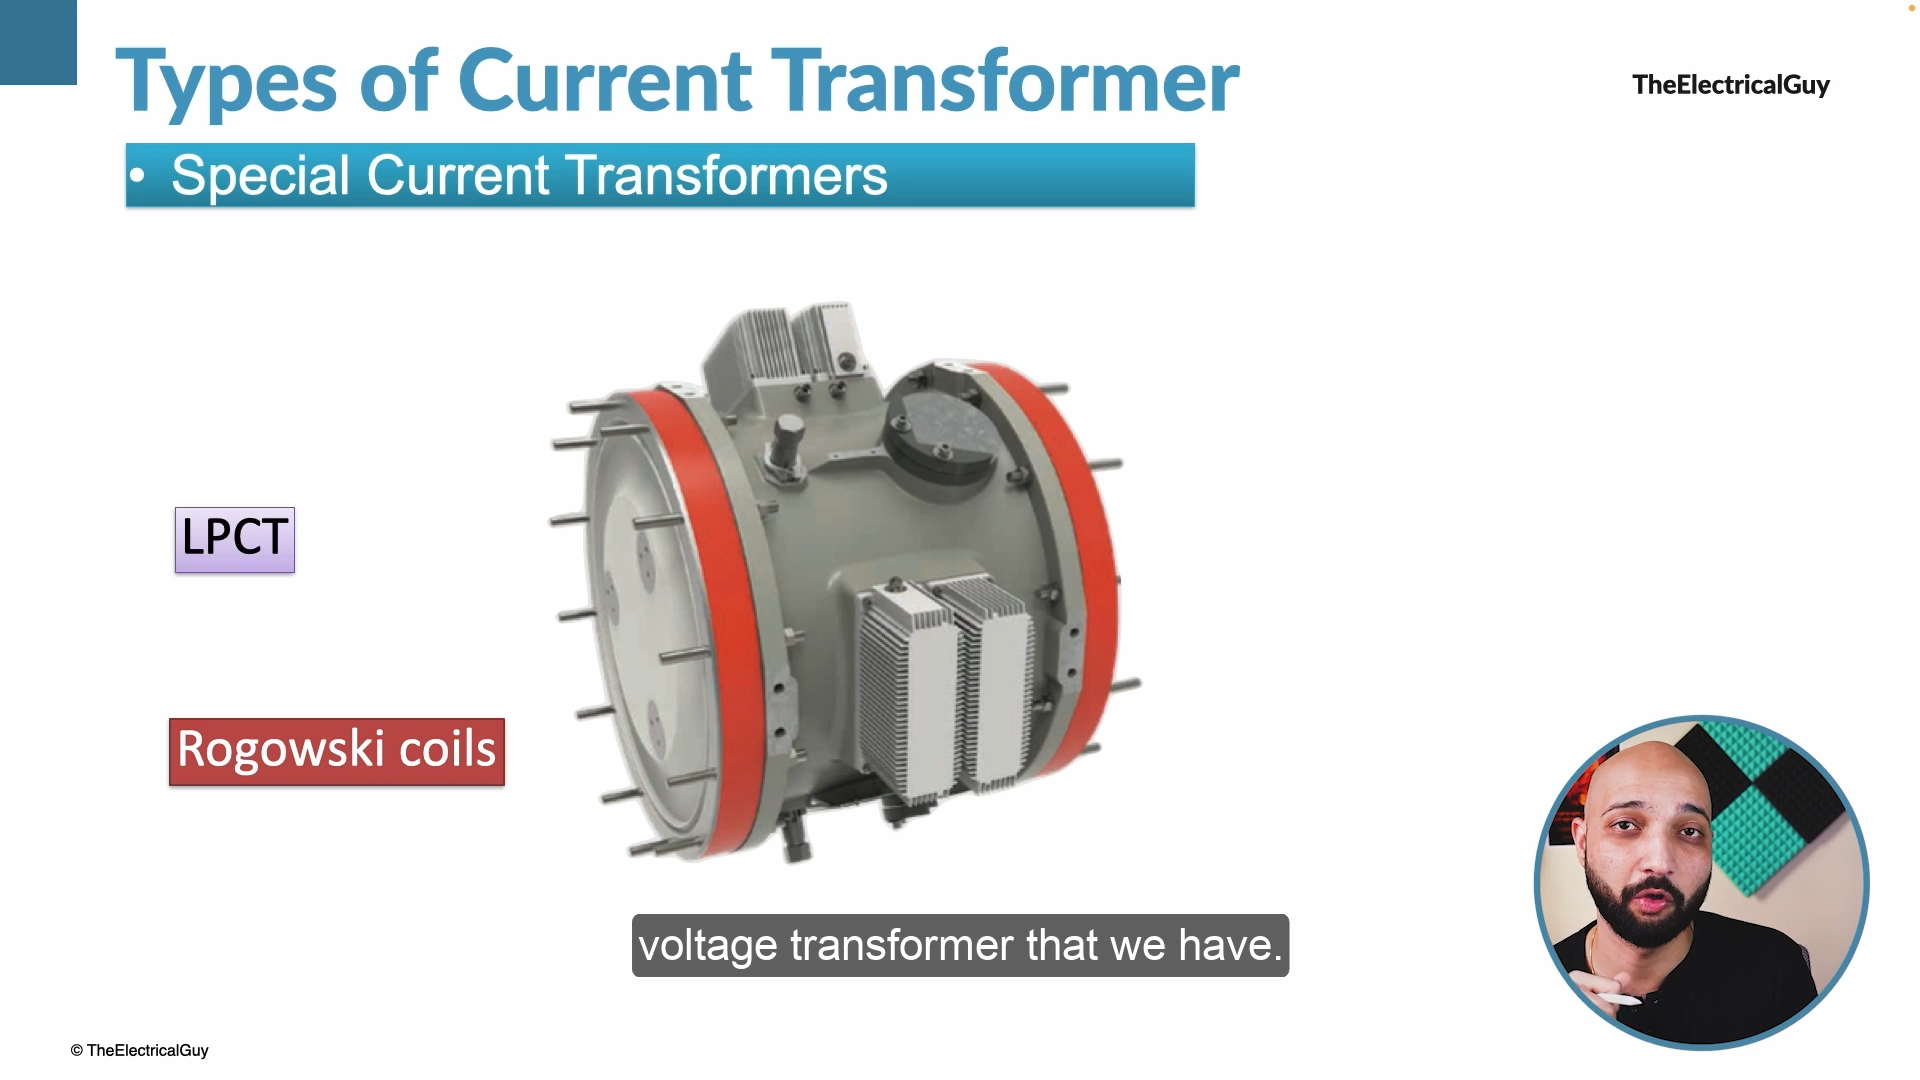 Types of Current Transformer
TheElectricalGuy
• Special Current Transformers
LPCT
Rogowski coils
voltage transformer that we have.
© TheElectricalGuy